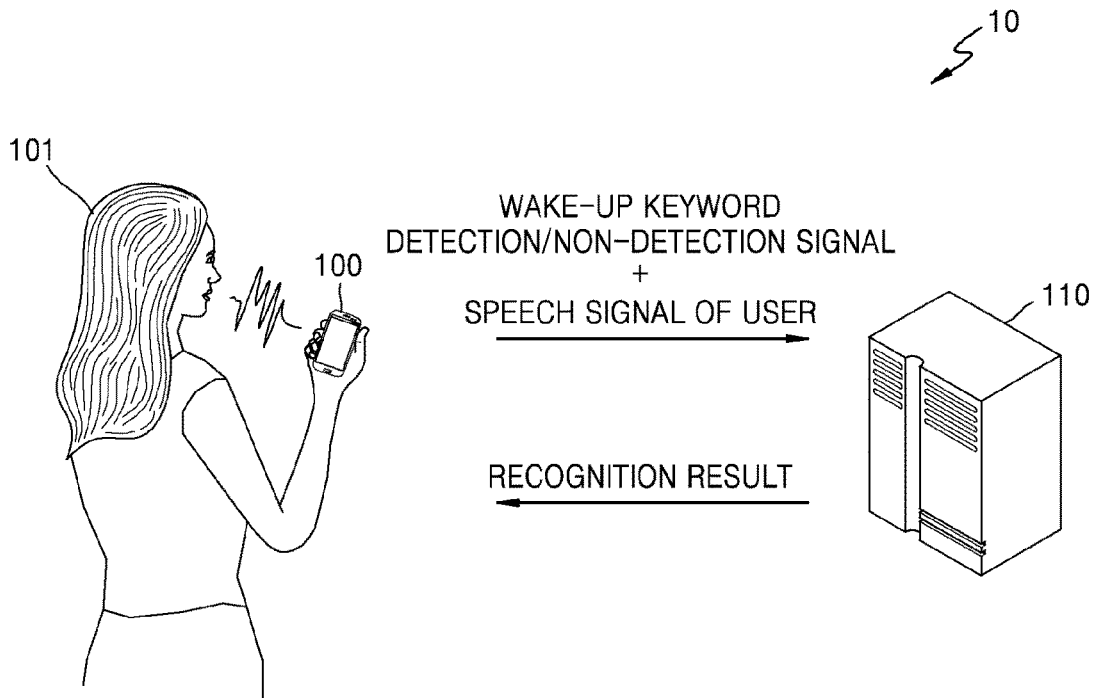 10
101
WAKE-UP KEYWORD
DETECTION/NON-DETECTION SIGNAL
+
SPEECH SIGNAL OF USER
100
110
RECOGNITION RESULT